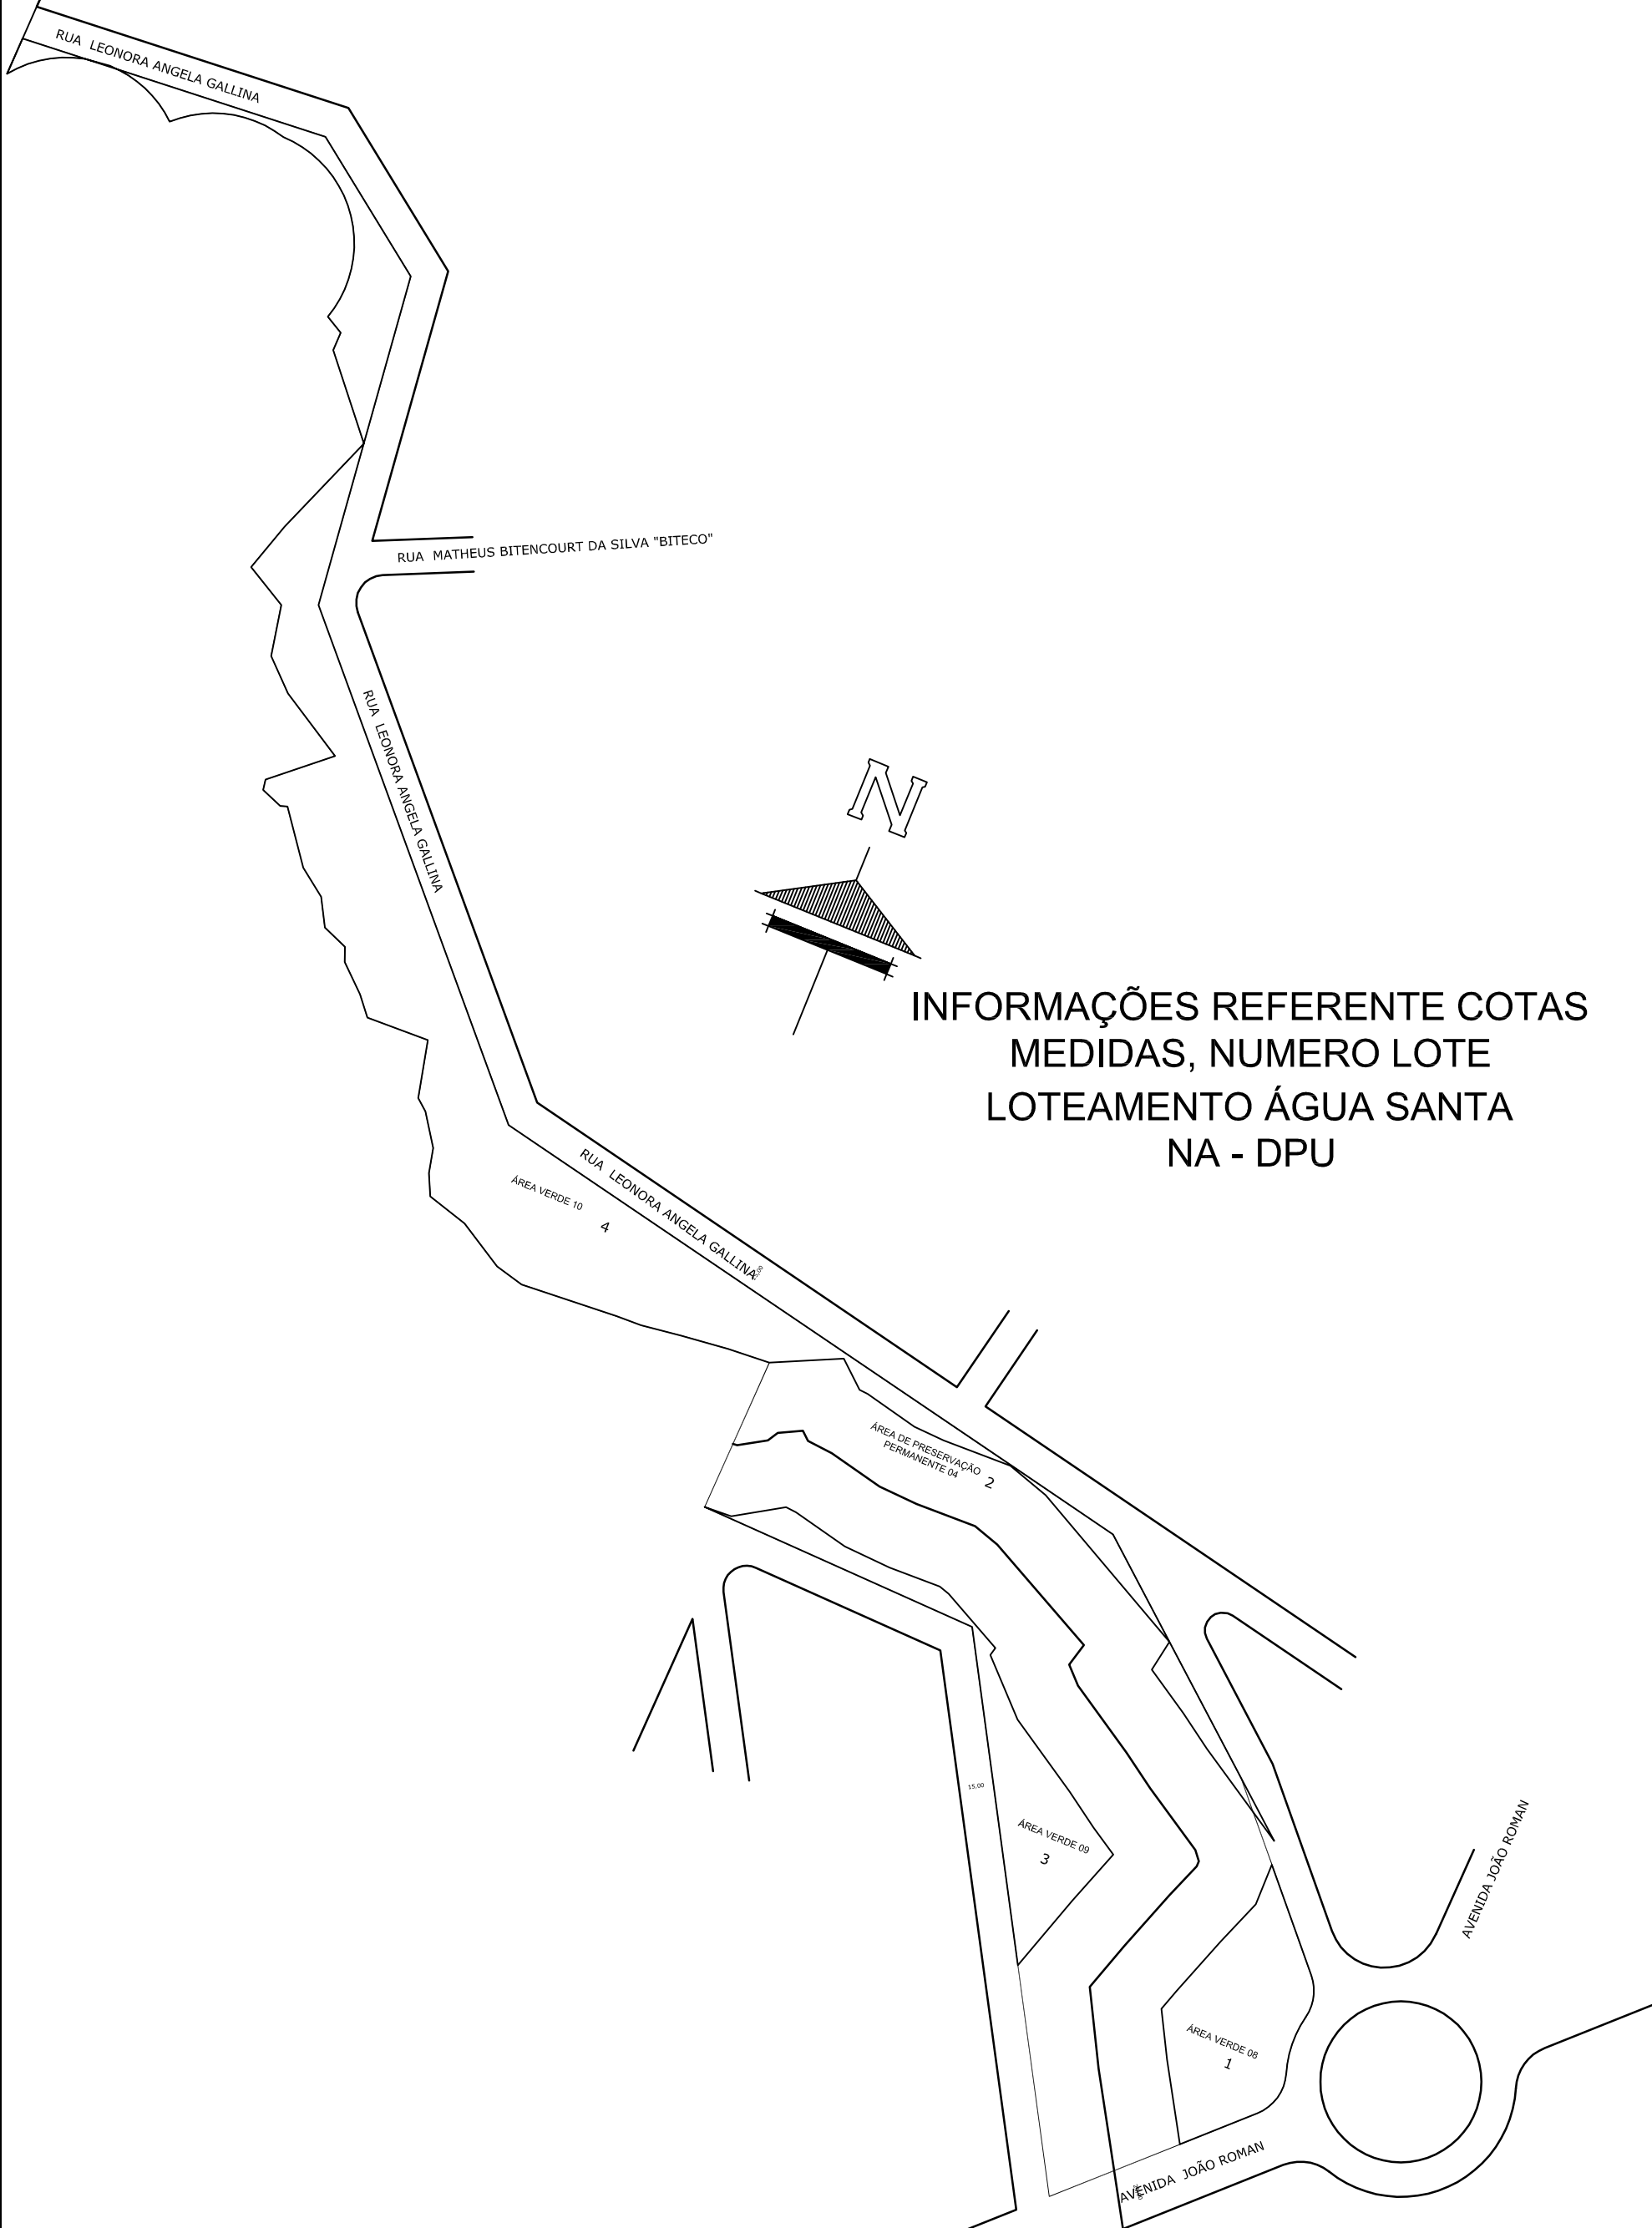 RUA LEONORA ANGELA GALLINA
RUA MATHEUS BITENCOURT DA SILVA "BITECO"
RUA LEONORA ANGELA GALLINA
N
INFORMAÇÕES REFERENTE COTAS
MEDIDAS, NUMERO LOTE
LOTEAMENTO ÁGUA SANTA
NA - DPU
RUA LEONORA ANGELA GALLINA
ÁREA VERDE 10
4
ÁREA DE PRESERVAÇÃO
PERMANENTE 04
2
15,00
ÁREA VERDE 09
3
AVENIDA JOÃO ROMAN
ÁREA VERDE 08
1
AVENIDA JOÃO ROMAN